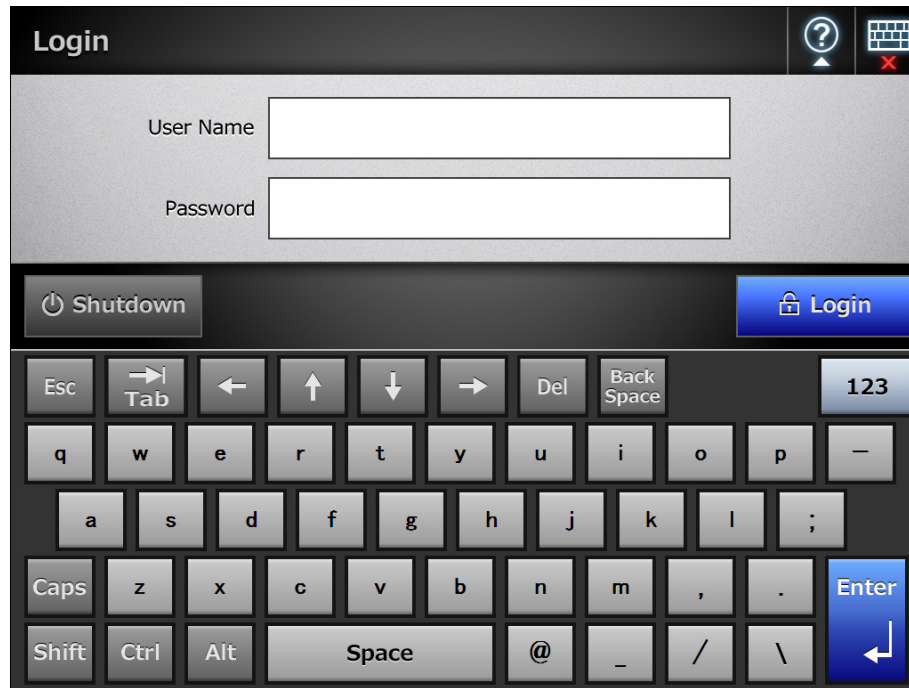 Login
?
User Name
Password
Shutdown
Login
Esc Tab Del Back Space 123
q w e r t y u i o p —
a s d f g h j k l ;
Caps z x c v b n m , . Enter
Shift Ctrl Alt Space @ _ / \